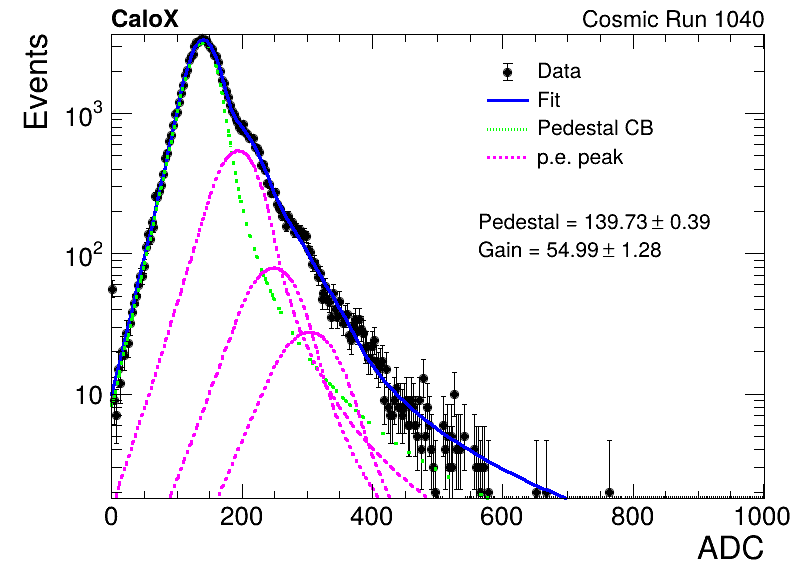 CaloX Cosmic Run 1040
Events
Data
Fit
Pedestal CB
p.e. peak
Pedestal = 139.73 ± 0.39
Gain = 54.99 ± 1.28
10³
10²
10
0 200 400 600 800 1000
ADC